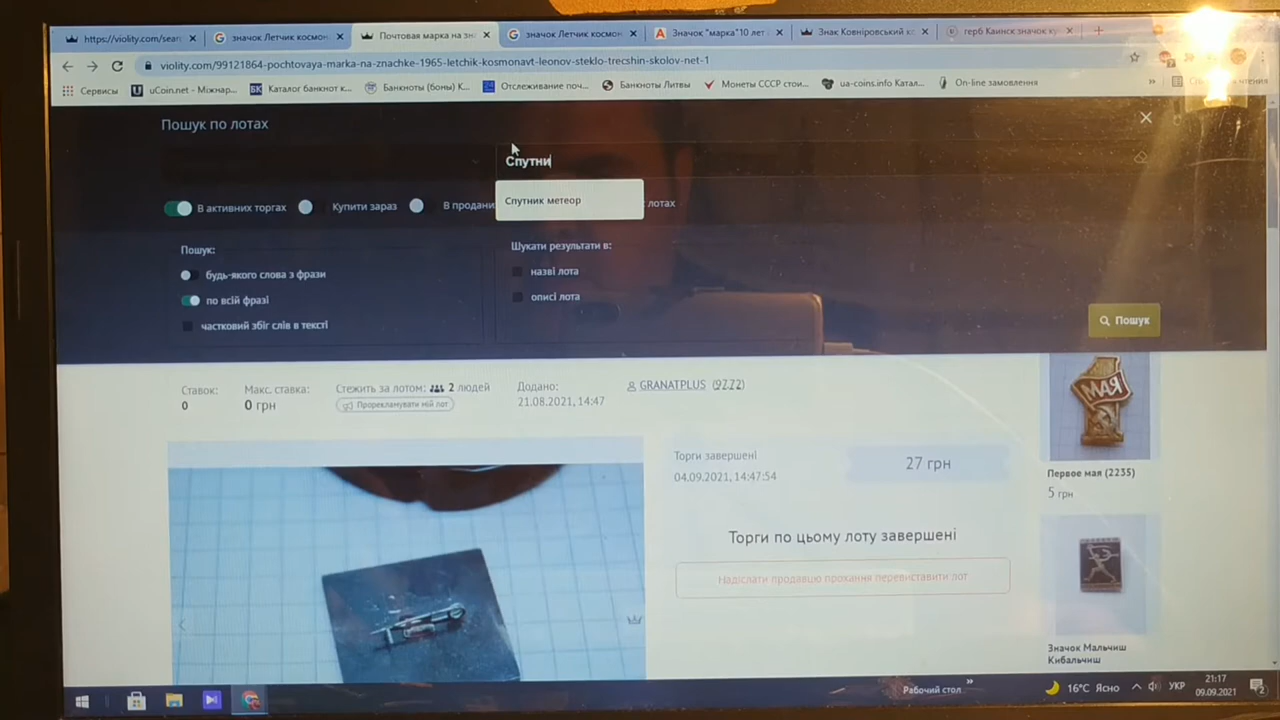 https://violity.com/sear
значок Летчик космон
Почтовая марка на зна
значок Летчик космон
Значок "марка"10 лет
Знак Ковніровський к
герб Каинск значок ку
violity.com/99121864-pochtovaya-marka-na-znachke-1965-letchik-kosmonavt-leonov-steklo-trecshin-skolov-net-1
Сервисы
uCoin.net - Міжнар...
Каталог банкнот к...
Банкноты (боны) К...
Отслеживание поч...
Банкноты Литвы
Монеты СССР стои...
ua-coins.info Катал...
On-line замовлення
чтения
Пошук по лотах
Спутни
Спутник метеор
В активних торгах
Купити зараз
В продани
лотах
Пошук:
Шукати результати в:
будь-якого слова з фрази
назві лота
по всій фразі
описі лота
частковий збіг слів в тексті
Пошук
Ставок:
0
Макс. ставка:
0 грн
Стежить за лотом: 2 людей
Прорекламувати мій лот
Додано:
21.08.2021, 14:47
GRANATPLUS (9772)
МАЯ
Торги завершені
04.09.2021, 14:47:54
27 грн
Первое мая (2235)
5 грн
Торги по цьому лоту завершені
Надіслати продавцю прохання перевиставити лот
Значок Мальчиш
Кибальчиш
Рабочий стол
16°C Ясно
УКР
21:17
09.09.2021
2